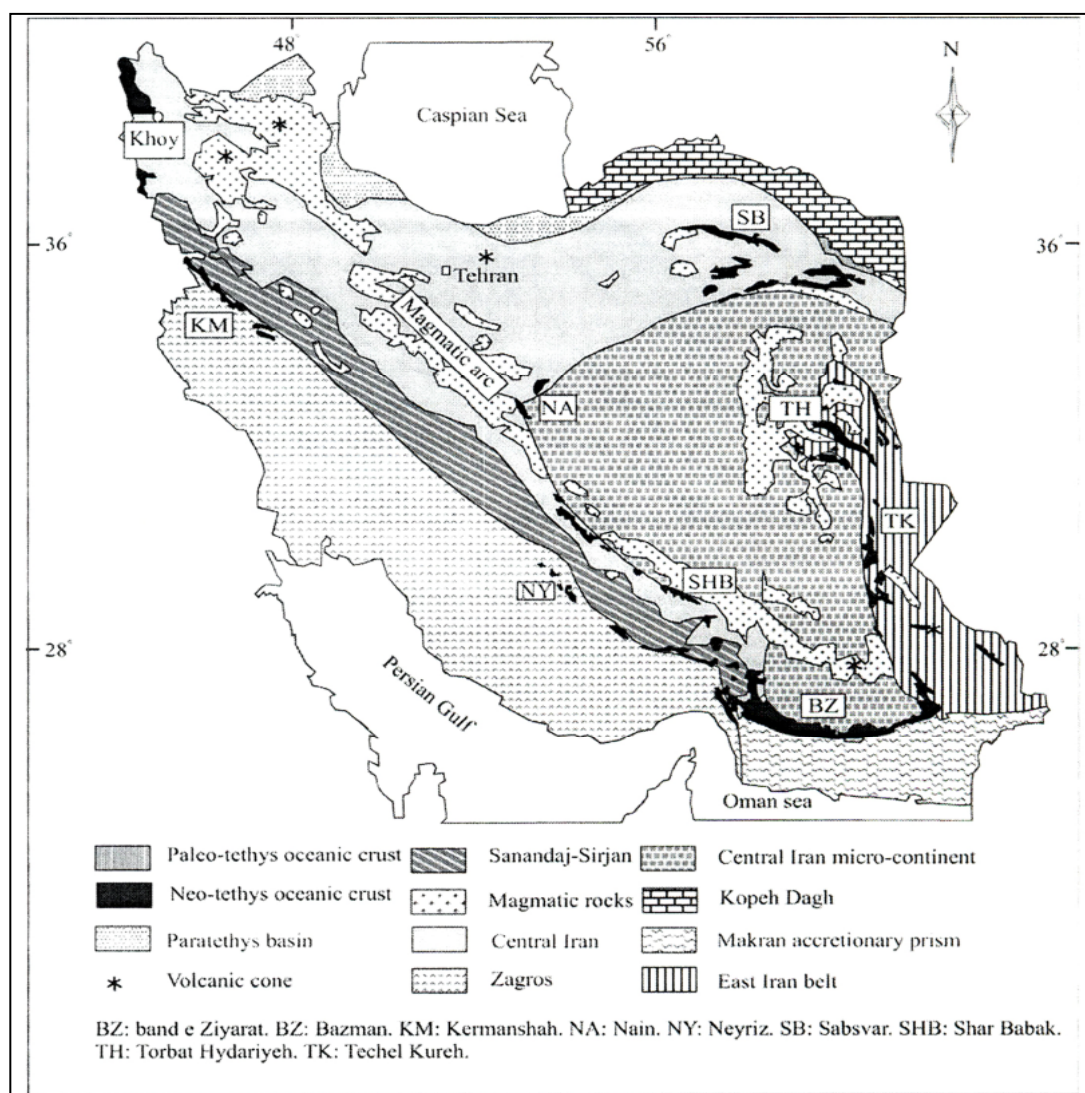 48°
56°
N
Caspian Sea
Khoy
SB
36°
36°
Tehran
KM
Magmatic arc
NA
TH
TK
SHB
NY
28°
28°
BZ
Persian Gulf
Oman sea
Paleo-tethys oceanic crust
Sanandaj-Sirjan
Central Iran micro-continent
Neo-tethys oceanic crust
Magmatic rocks
Kopeh Dagh
Paratethys basin
Central Iran
Makran accretionary prism
Volcanic cone
Zagros
East Iran belt
BZ: band e Ziyarat. BZ: Bazman. KM: Kermanshah. NA: Nain. NY: Neyriz. SB: Sabsvar. SHB: Shar Babak.
TH: Torbat Hydariyeh. TK: Techel Kureh.